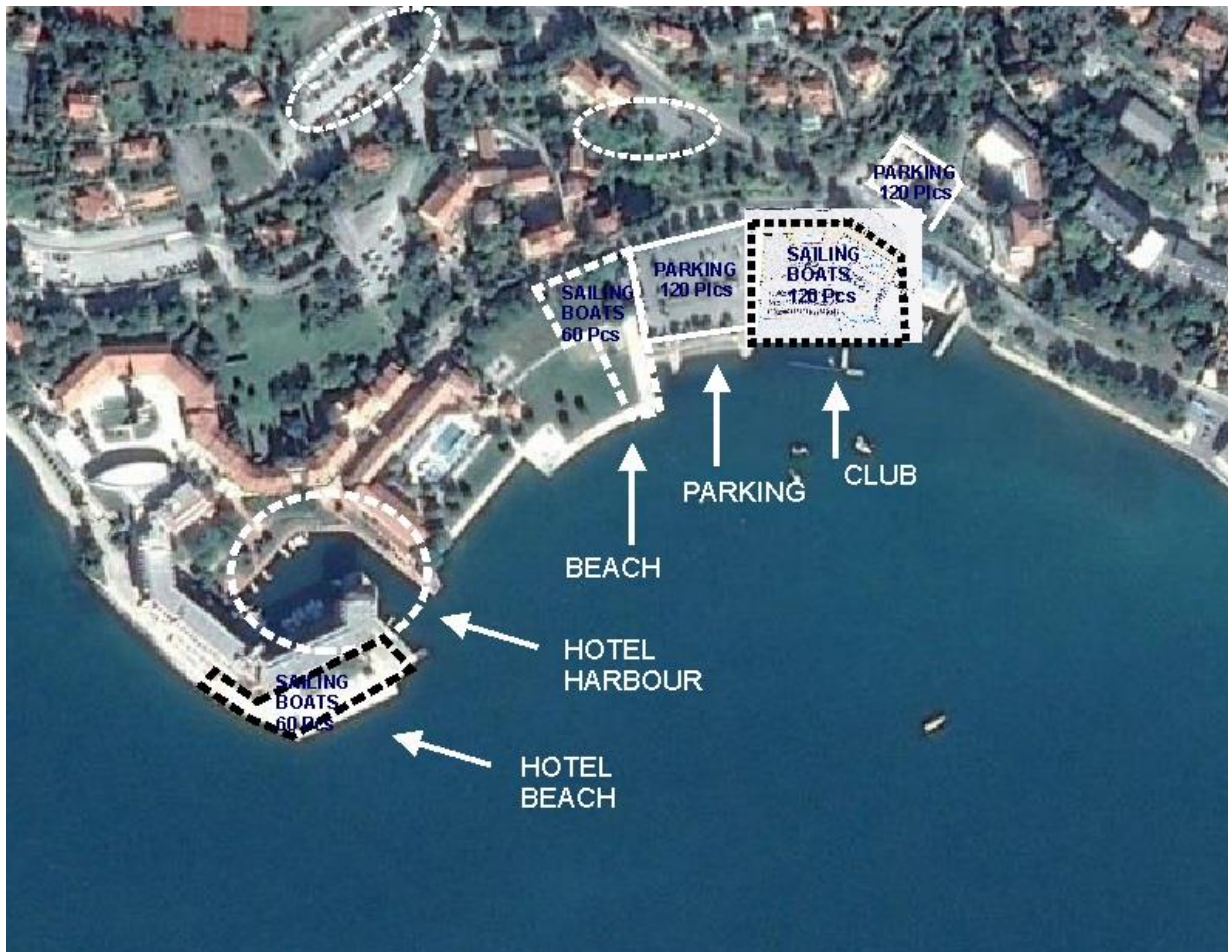 PARKING
120 Plcs
SAILING
BOATS
120 Pcs
PARKING
120 Plcs
SAILING
BOATS
60 Pcs
CLUB
PARKING
BEACH
HOTEL
HARBOUR
SAILING
BOATS
60 Pcs
HOTEL
BEACH